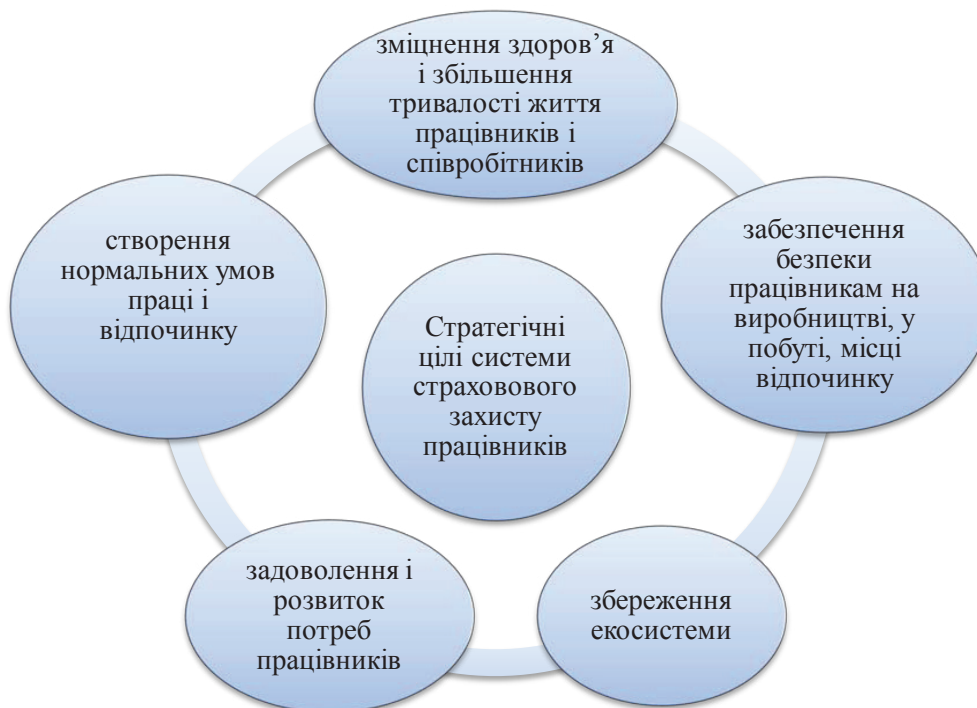 зміцнення здоров’я
і збільшення
тривалості життя
працівників і
співробітників
забезпечення
безпеки
працівникам на
виробництві, у
побуті, місці
відпочинку
збереження
екосистеми
задоволення і
розвиток
потреб
працівників
створення
нормальних умов
праці і
відпочинку
Стратегічні
цілі системи
страховового
захисту
працівників